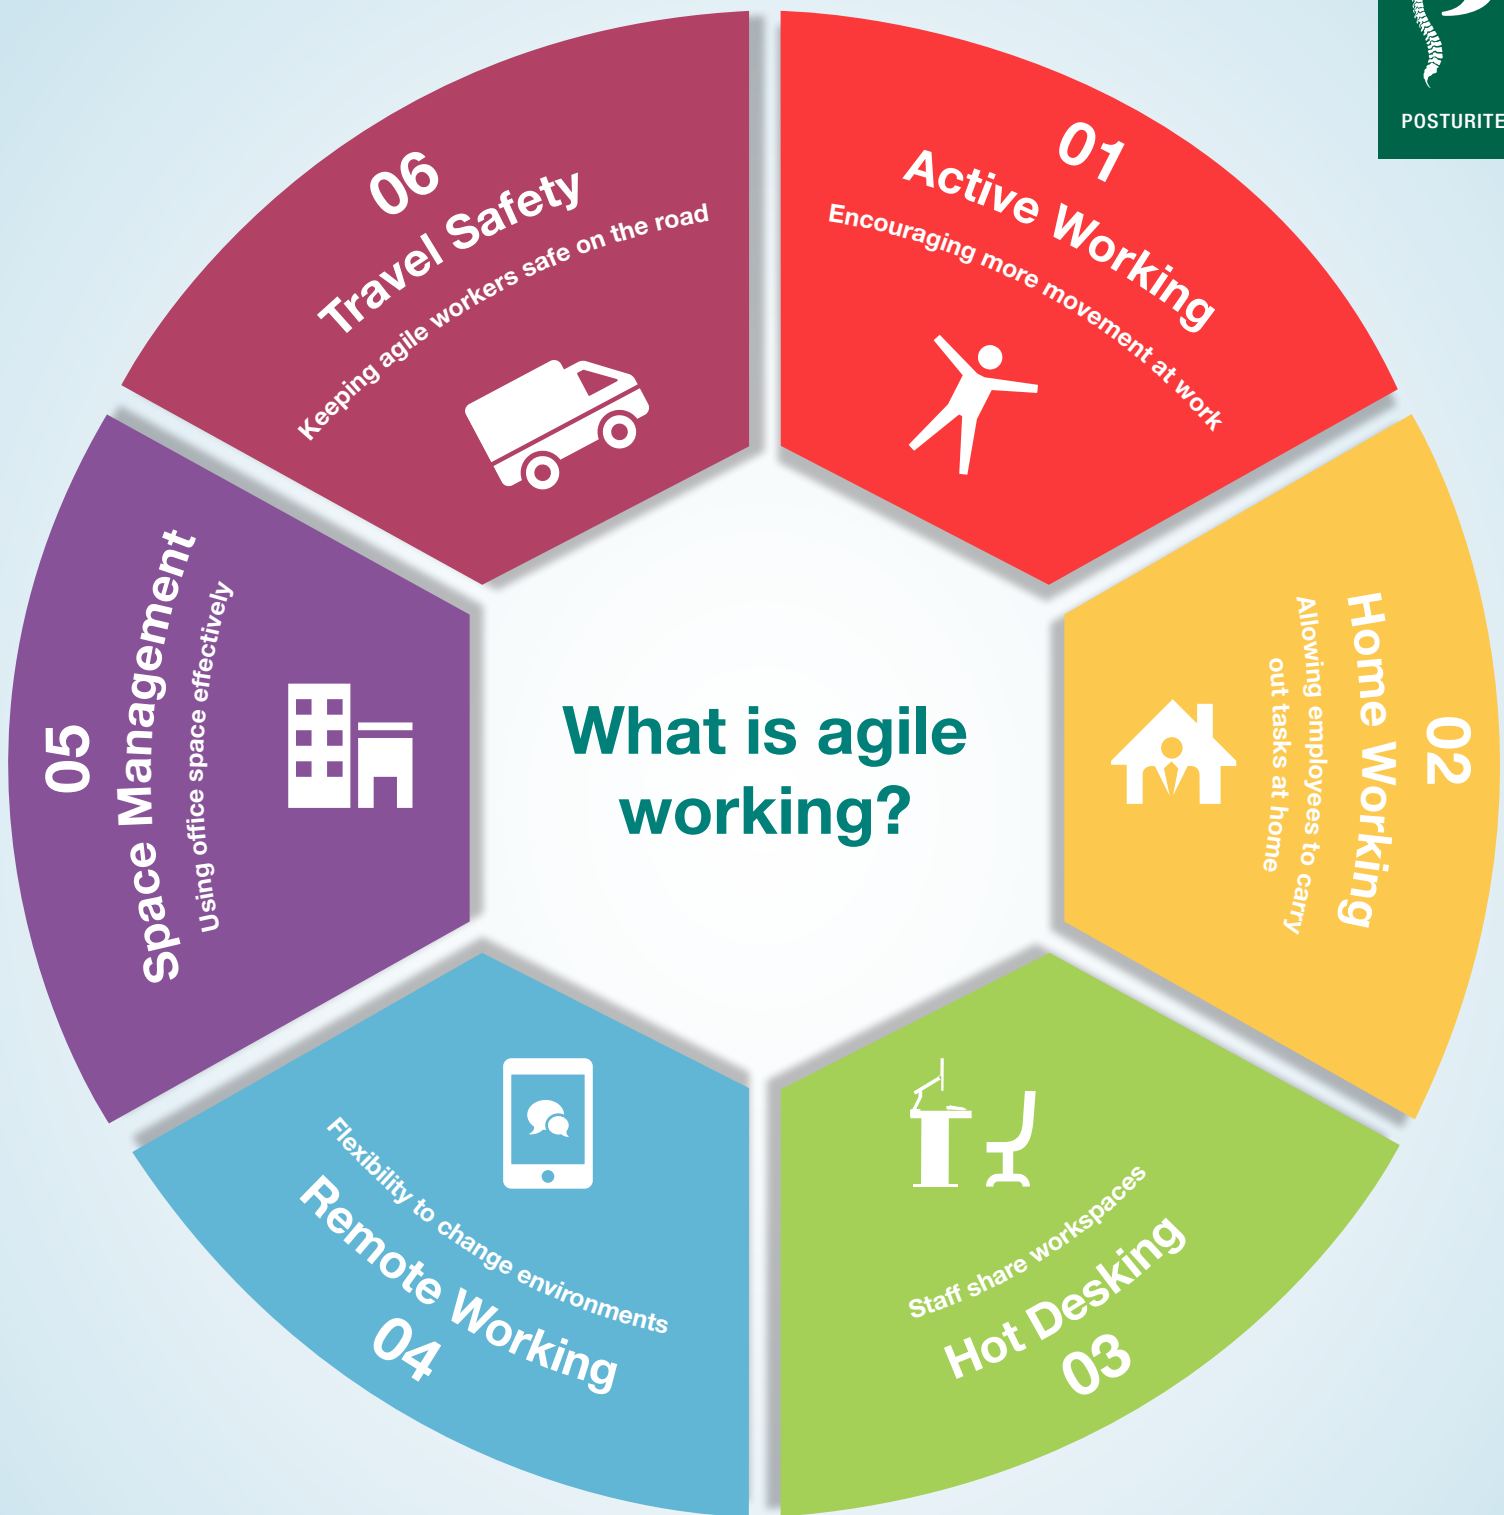 POSTURITE
What is agile
working?
01
Active Working
Encouraging more movement at work
02
Home Working
Allowing employees to carry
out tasks at home
Staff share workspaces
Hot Desking
03
Flexibility to change environments
Remote Working
04
05
Space Management
Using office space effectively
06
Travel Safety
Keeping agile workers safe on the road